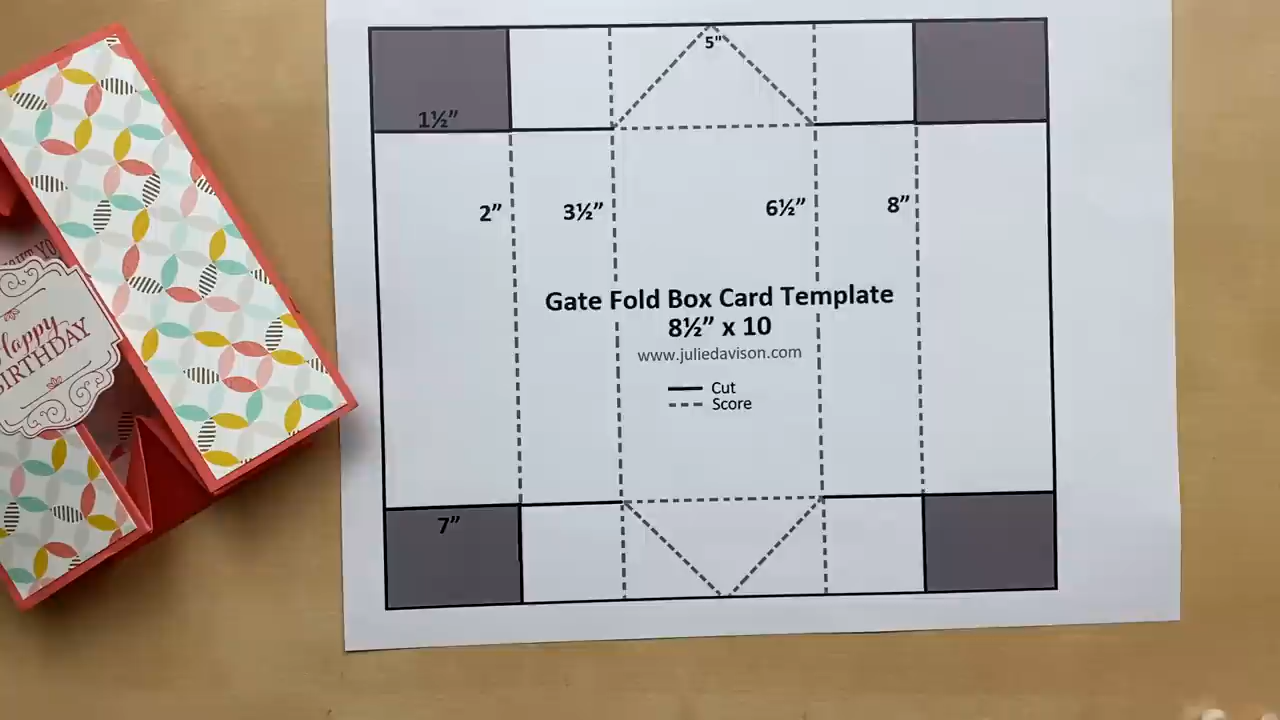 5"
1½"
2"
3½"
6½"
8"
Gate Fold Box Card Template
8½" x 10
www.juliedavison.com
Cut
Score
7"
Happy
BIRTHDAY